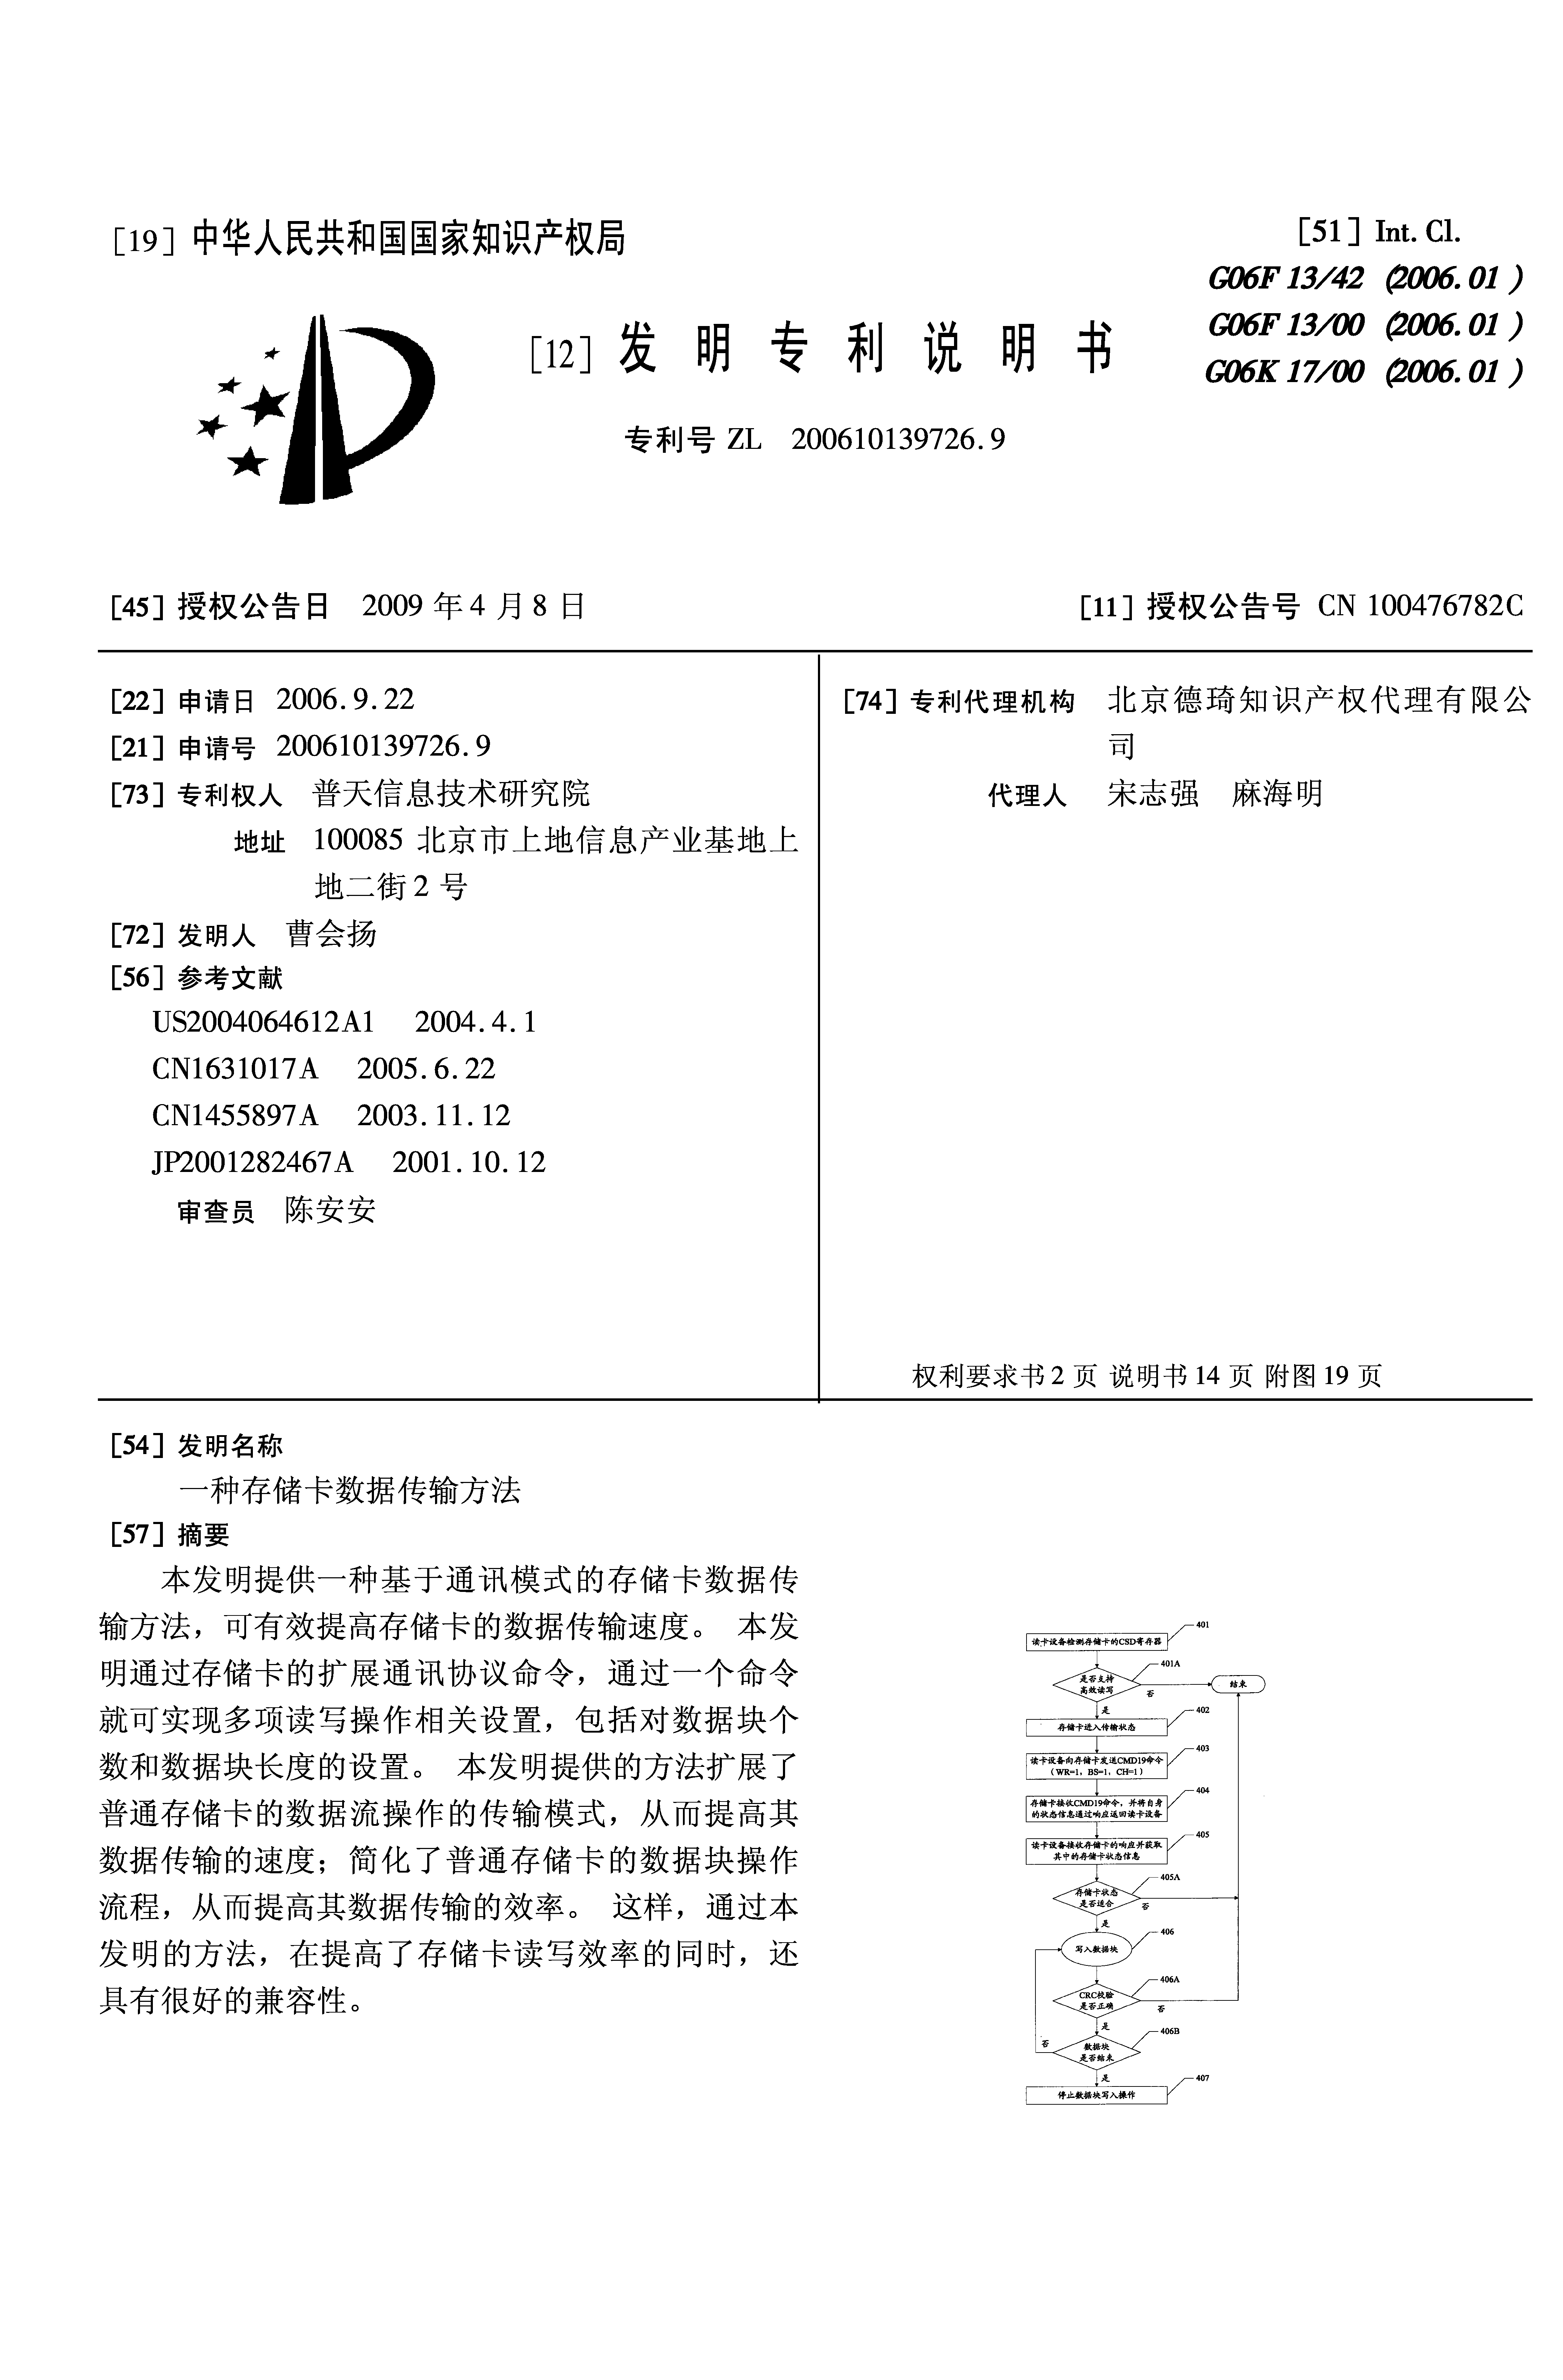 [19] 中华人民共和国国家知识产权局
[51] Int. Cl.
G06F 13/42 (2006.01)
G06F 13/00 (2006.01)
G06K 17/00 (2006.01)
[12] 发明专利说明书
专利号 ZL 200610139726.9
[45] 授权公告日 2009 年 4 月 8 日
[11] 授权公告号 CN 100476782C
[22] 申请日 2006.9.22
[21] 申请号 200610139726.9
[73] 专利权人 普天信息技术研究院
地址 100085 北京市上地信息产业基地上
地二街 2 号
[72] 发明人 曹会扬
[56] 参考文献
US2004064612A1 2004.4.1
CN1631017A 2005.6.22
CN1455897A 2003.11.12
JP2001282467A 2001.10.12
审查员 陈安安
[74] 专利代理机构 北京德琦知识产权代理有限公
司
代理人 宋志强 麻海明
权利要求书 2 页 说明书 14 页 附图 19 页
[54] 发明名称
一种存储卡数据传输方法
[57] 摘要
本发明提供一种基于通讯模式的存储卡数据传
输方法，可有效提高存储卡的数据传输速度。 本发
明通过存储卡的扩展通讯协议命令，通过一个命令
就可实现多项读写操作相关设置，包括对数据块个
数和数据块长度的设置。 本发明提供的方法扩展了
普通存储卡的数据流操作的传输模式，从而提高其
数据传输的速度；简化了普通存储卡的数据块操作
流程，从而提高其数据传输的效率。 这样，通过本
发明的方法，在提高了存储卡读写效率的同时，还
具有很好的兼容性。
401
读卡设备检测存储卡的CSD寄存器
401A
是否支持
高效读写
否
结束
是
402
存储卡进入传输状态
403
读卡设备向存储卡发送CMD19命令
（WR=1，BS=1，CH=1）
404
存储卡接收CMD19命令，并将自身
的状态信息通过响应返回读卡设备
405
读卡设备接收存储卡的响应并获取
其中的存储卡状态信息
405A
存储卡状态
是否适合
否
是
406
写入数据块
406A
CRC校验
是否正确
否
是
406B
否
数据块
是否结束
是
407
停止数据块写入操作